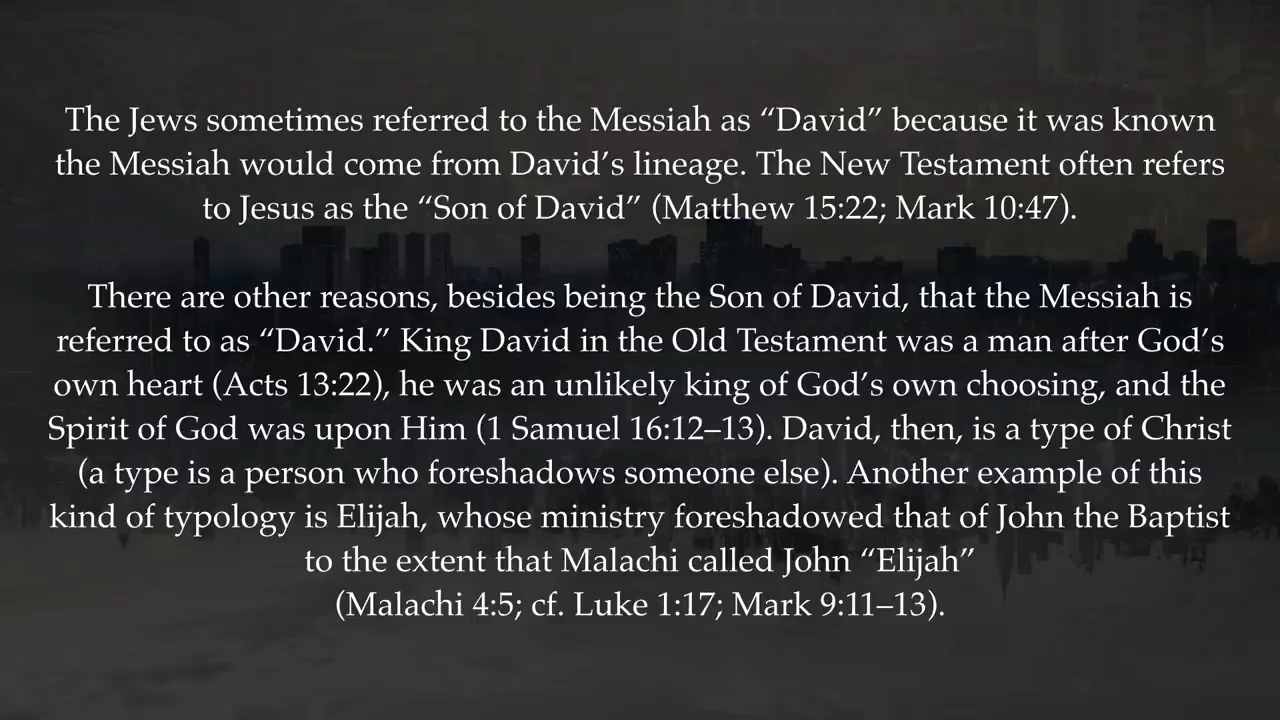 The Jews sometimes referred to the Messiah as “David” because it was known
the Messiah would come from David’s lineage. The New Testament often refers
to Jesus as the “Son of David” (Matthew 15:22; Mark 10:47).
There are other reasons, besides being the Son of David, that the Messiah is
referred to as “David.” King David in the Old Testament was a man after God’s
own heart (Acts 13:22), he was an unlikely king of God’s own choosing, and the
Spirit of God was upon Him (1 Samuel 16:12–13). David, then, is a type of Christ
(a type is a person who foreshadows someone else). Another example of this
kind of typology is Elijah, whose ministry foreshadowed that of John the Baptist
to the extent that Malachi called John “Elijah”
(Malachi 4:5; cf. Luke 1:17; Mark 9:11–13).